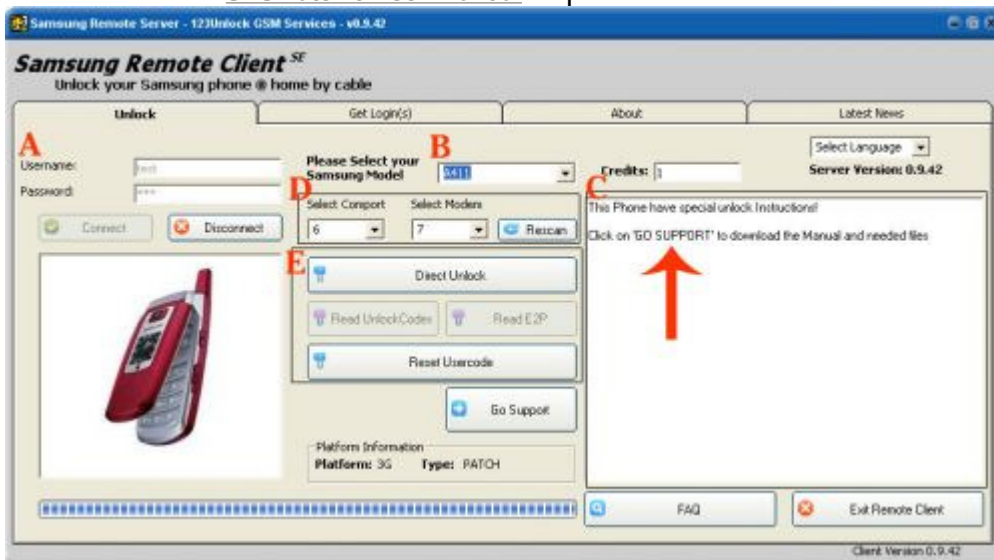 Samsung Remote Server - 123Unlock GSM Services - v0.9.42
Samsung Remote Client SE
Unlock your Samsung phone @ home by cable
Unlock
Get Login(s)
About
Latest News
A
Username: test
Password: ***
Connect
Disconnect
B
Please Select your
Samsung Model
A411
Credits: 1
Select Language
Server Version: 0.9.42
D
Select Comport
Select Modem
6
7
Rescan
E
Direct Unlock
Read UnlockCodes
Read E2P
Reset Usercode
Go Support
Platform Information
Platform: 3G Type: PATCH
C
This Phone have special unlock Instructions!
Click on 'GO SUPPORT' to download the Manual and needed files
FAQ
Exit Remote Client
Client Version 0.9.42